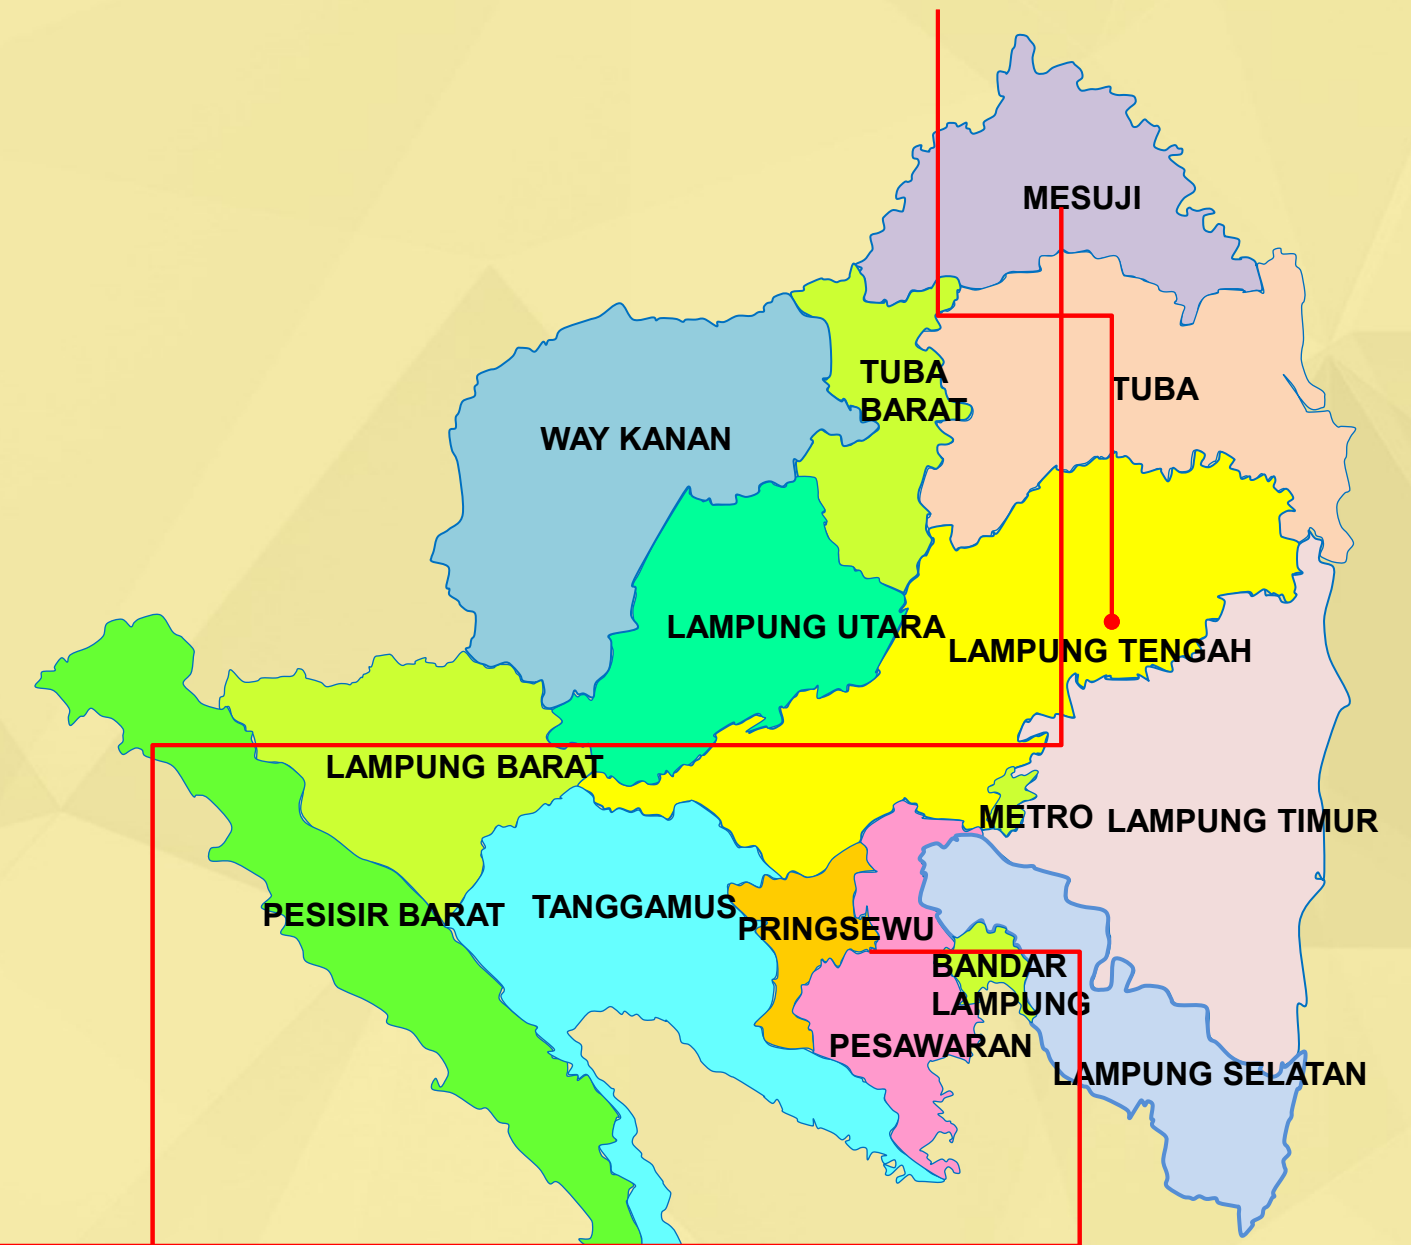 MESUJI
TUBA
BARAT
TUBA
WAY KANAN
LAMPUNG UTARA
LAMPUNG TENGAH
LAMPUNG BARAT
METRO
LAMPUNG TIMUR
PESISIR BARAT
TANGGAMUS
PRINGSEWU
BANDAR
LAMPUNG
PESAWARAN
LAMPUNG SELATAN